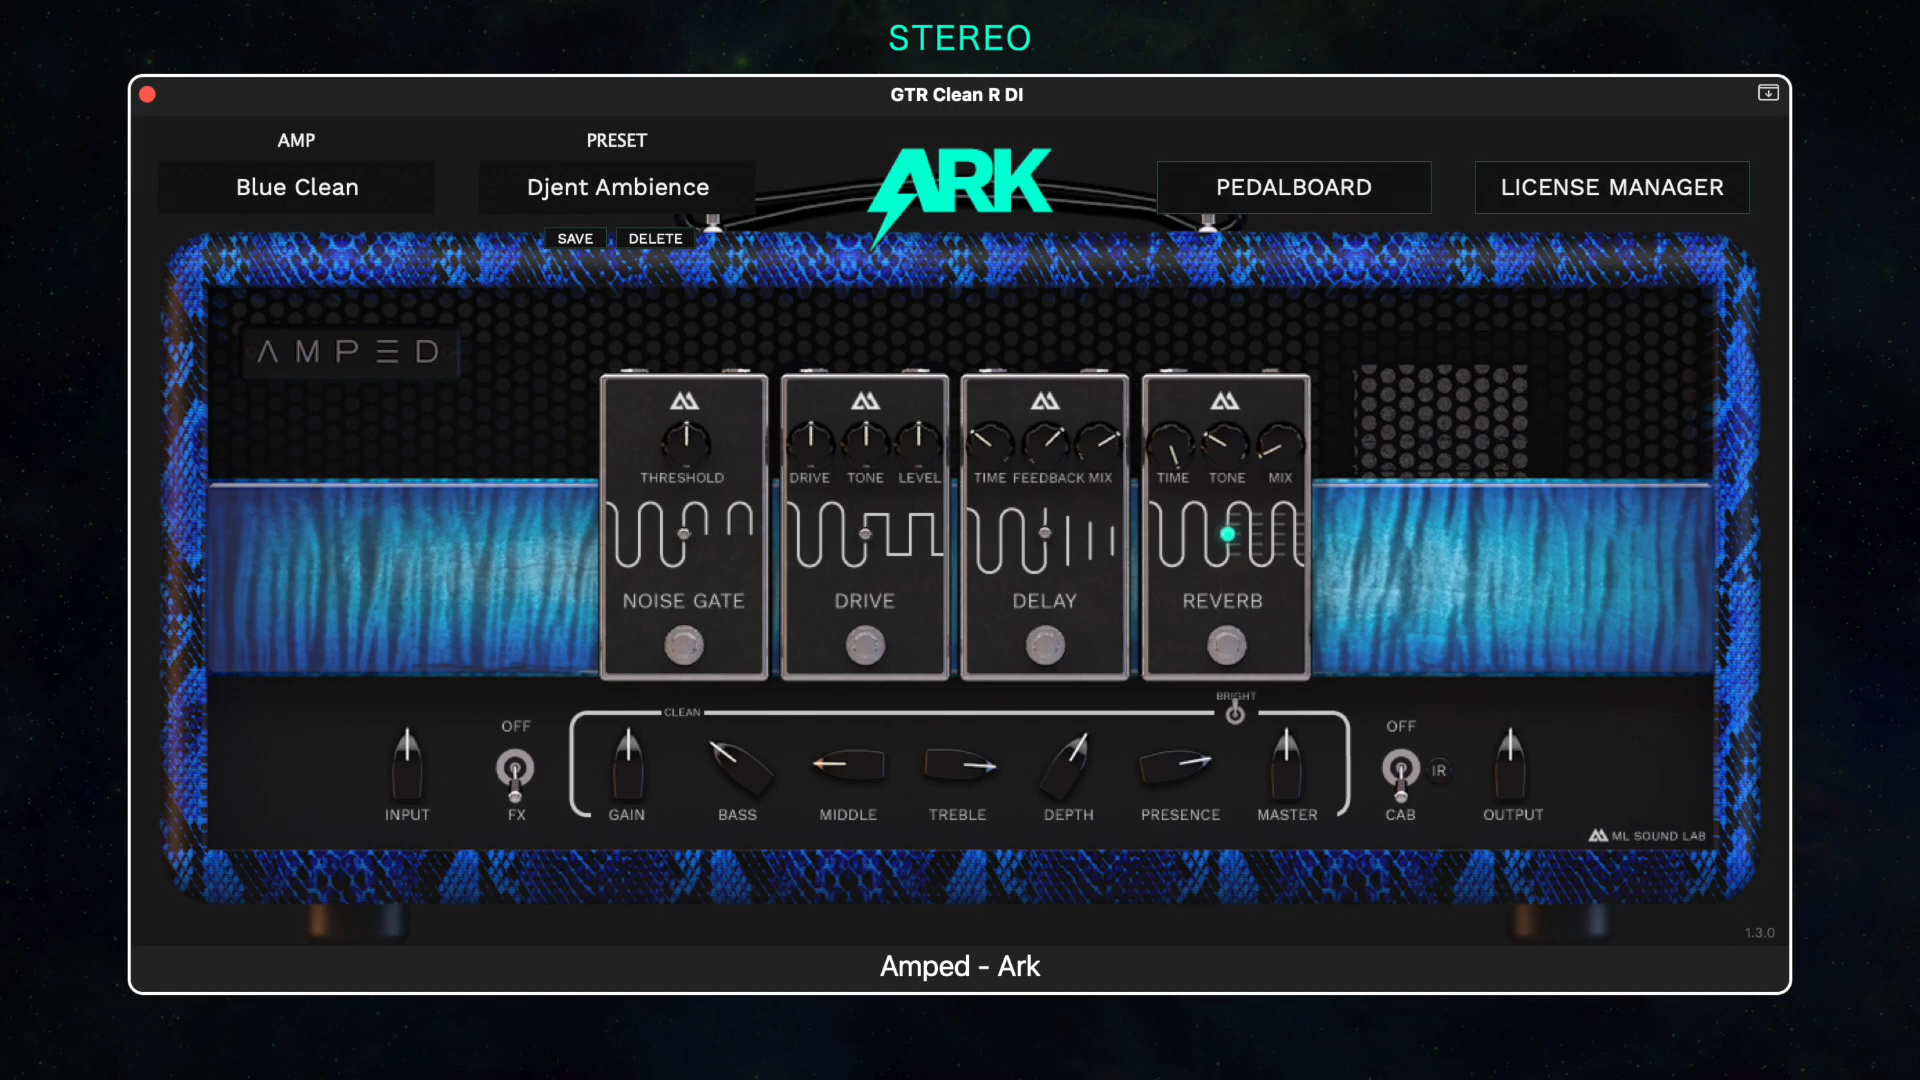 STEREO
GTR Clean R DI
AMP
PRESET
Blue Clean
Djent Ambience
ARK
PEDALBOARD
LICENSE MANAGER
SAVE
DELETE
AMPED
THRESHOLD
DRIVE TONE LEVEL
TIME FEEDBACK MIX
TIME TONE MIX
NOISE GATE
DRIVE
DELAY
REVERB
BRIGHT
CLEAN
OFF
OFF
IR
INPUT
FX
GAIN
BASS
MIDDLE
TREBLE
DEPTH
PRESENCE
MASTER
CAB
OUTPUT
ML SOUND LAB
1.3.0
Amped - Ark